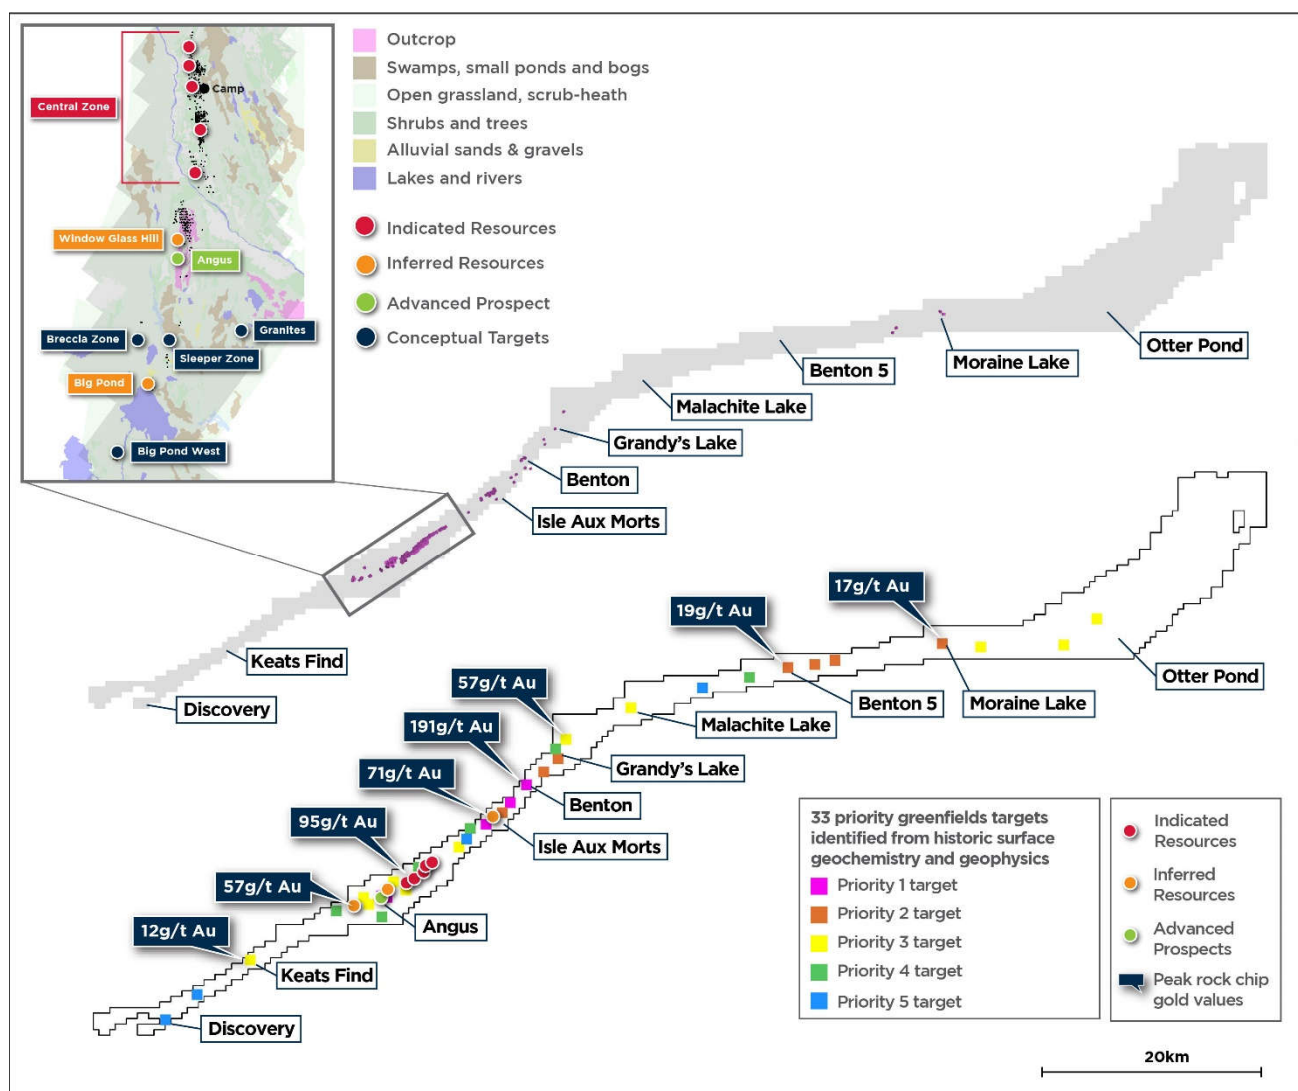 Central Zone
Camp
Window Glass Hill
Angus
Breccla Zone
Sleeper Zone
Granites
Big Pond
Big Pond West
Outcrop
Swamps, small ponds and bogs
Open grassland, scrub-heath
Shrubs and trees
Alluvial sands & gravels
Lakes and rivers
Indicated Resources
Inferred Resources
Advanced Prospect
Conceptual Targets
Otter Pond
Moraine Lake
Benton 5
Malachite Lake
Grandy's Lake
Benton
Isle Aux Morts
Keats Find
Discovery
17g/t Au
19g/t Au
57g/t Au
191g/t Au
71g/t Au
95g/t Au
57g/t Au
12g/t Au
Otter Pond
Moraine Lake
Benton 5
Malachite Lake
Grandy's Lake
Benton
Isle Aux Morts
Angus
Keats Find
Discovery
33 priority greenfields targets
identified from historic surface
geochemistry and geophysics
Priority 1 target
Priority 2 target
Priority 3 target
Priority 4 target
Priority 5 target
Indicated
Resources
Inferred
Resources
Advanced
Prospects
Peak rock chip
gold values
20km